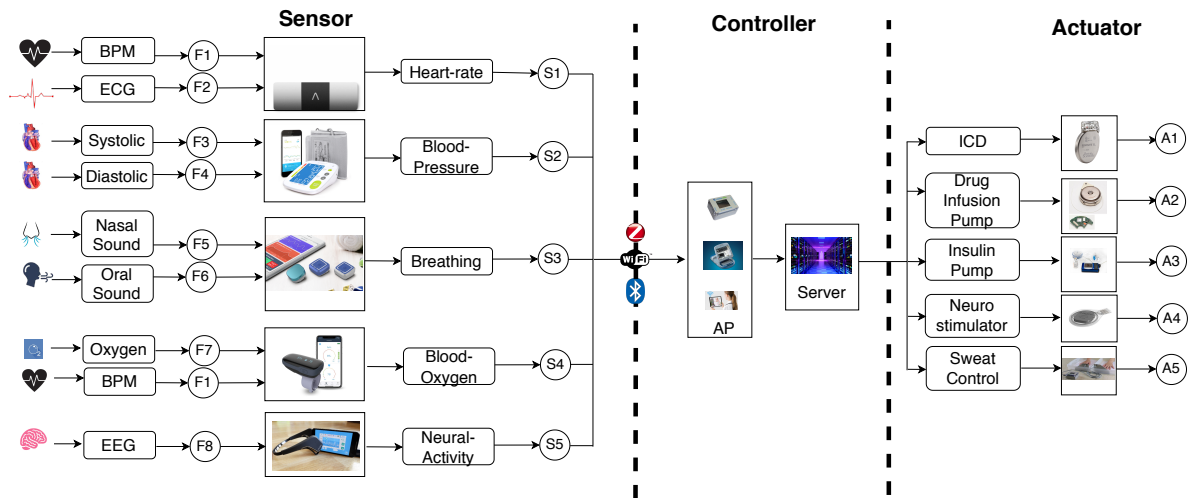 Sensor
Controller
Actuator
BPM
F1
ECG
F2
Heart-rate
S1
Systolic
F3
Diastolic
F4
Blood-
Pressure
S2
Nasal
Sound
F5
Oral
Sound
F6
Breathing
S3
Oxygen
F7
BPM
F1
Blood-
Oxygen
S4
EEG
F8
Neural-
Activity
S5
WiFi
AP
Server
ICD
A1
Drug
Infusion
Pump
A2
Insulin
Pump
A3
Neuro
stimulator
A4
Sweat
Control
A5